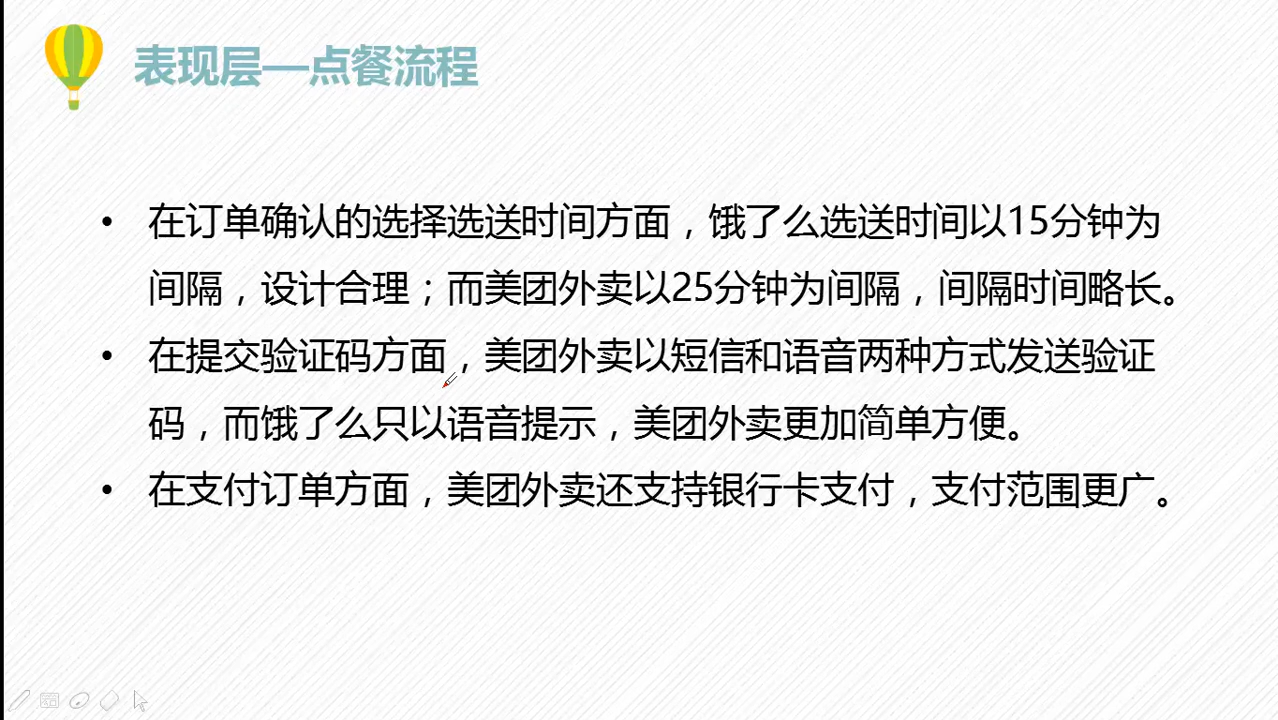 表现层—点餐流程
• 在订单确认的选择选送时间方面，饿了么选送时间以15分钟为
间隔，设计合理；而美团外卖以25分钟为间隔，间隔时间略长。
• 在提交验证码方面，美团外卖以短信和语音两种方式发送验证
码，而饿了么只以语音提示，美团外卖更加简单方便。
• 在支付订单方面，美团外卖还支持银行卡支付，支付范围更广。